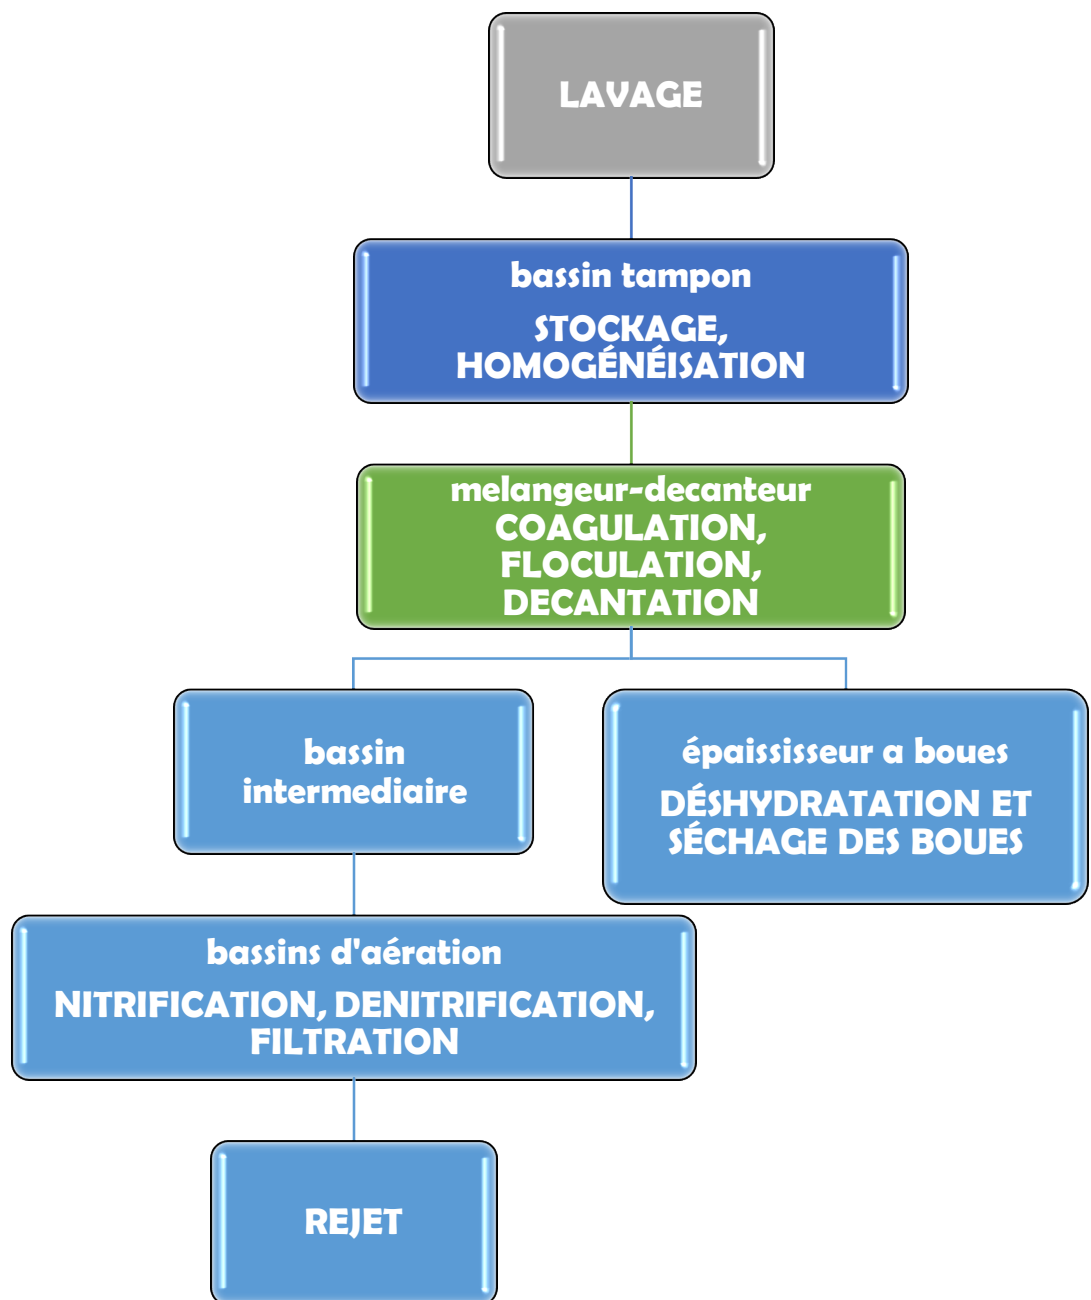 LAVAGE
bassin tampon
STOCKAGE,
HOMOGÉNÉISATION
melangeur-decanteur
COAGULATION,
FLOCULATION,
DECANTATION
bassin
intermediaire
épaississeur a boues
DÉSHYDRATATION ET
SÉCHAGE DES BOUES
bassins d'aération
NITRIFICATION, DENITRIFICATION,
FILTRATION
REJET